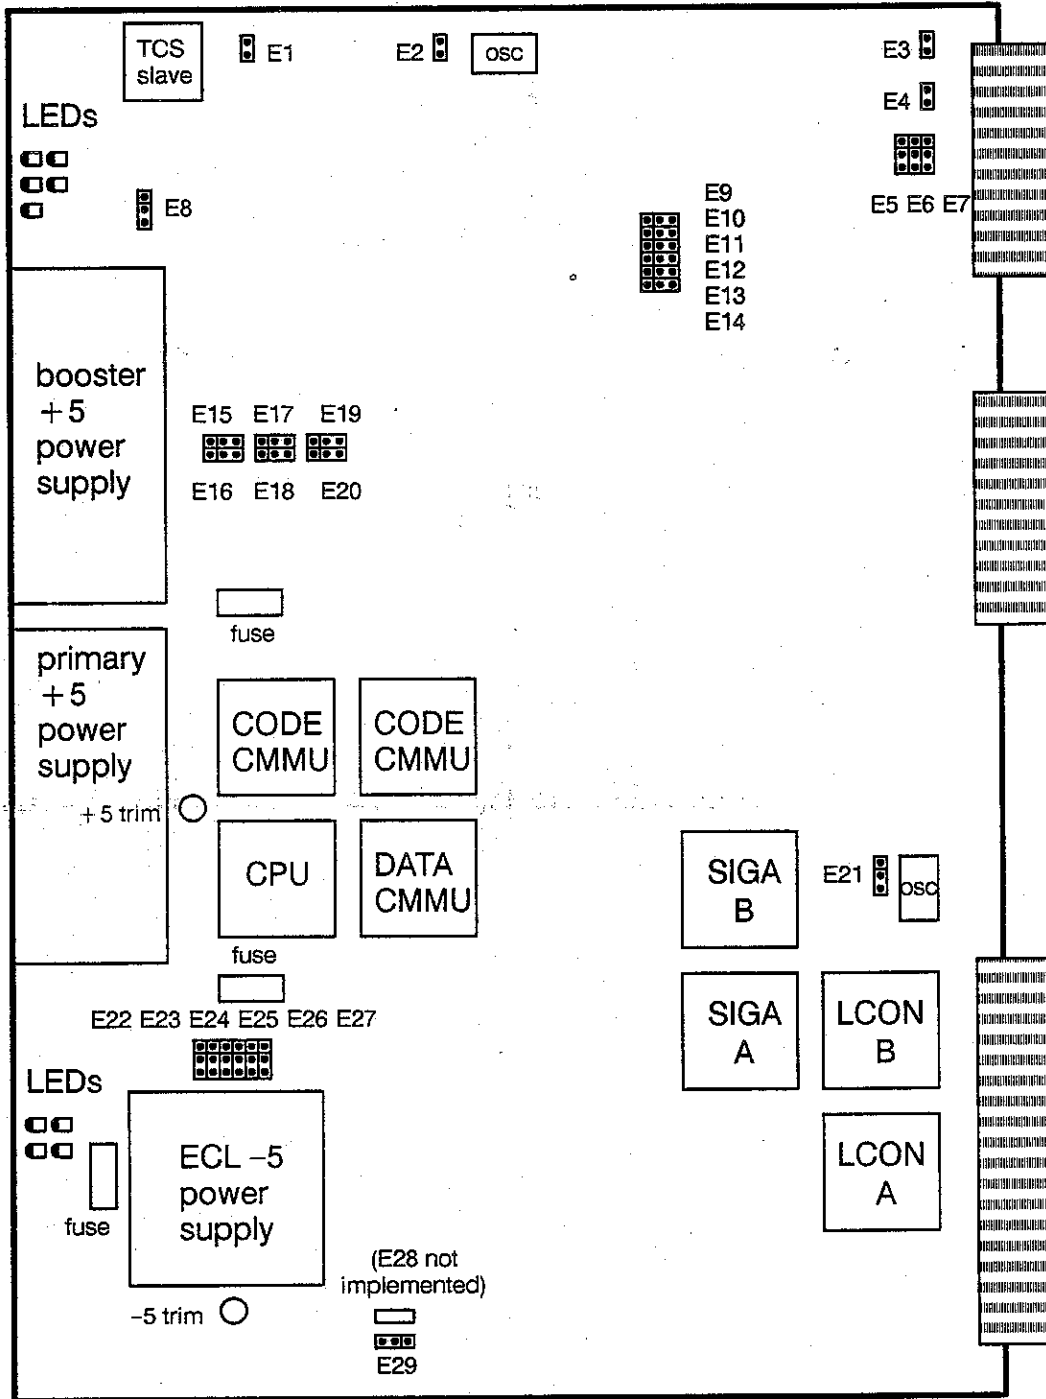 TCS
slave
E1
E2
osc
E3
E4
LEDs
E5 E6 E7
E8
E9
E10
E11
E12
E13
E14
booster
+5
power
supply
E15 E17 E19
E16 E18 E20
fuse
primary
+5
power
supply
+5 trim
CODE
CMMU
CODE
CMMU
CPU
DATA
CMMU
SIGA
B
E21
osc
fuse
E22 E23 E24 E25 E26 E27
SIGA
A
LCON
B
LEDs
ECL -5
power
supply
fuse
LCON
A
(E28 not
implemented)
-5 trim
E29